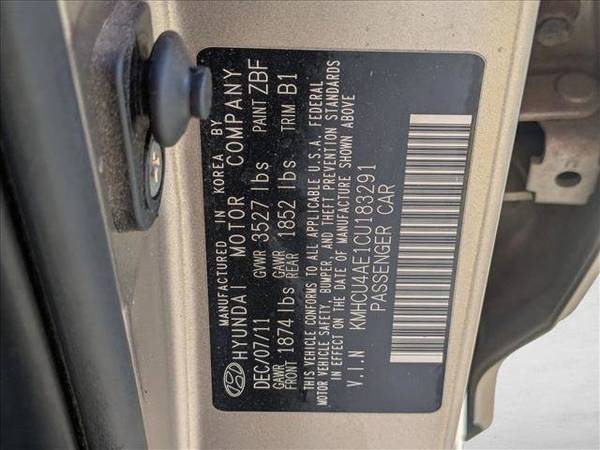 MANUFACTURED IN KOREA BY
HYUNDAI MOTOR COMPANY
DEC/07/11 GVWR 3527 lbs PAINT ZBF
GAWR FRONT 1874 lbs GAWR REAR 1852 lbs TRIM B1
THIS VEHICLE CONFORMS TO ALL APPLICABLE U.S.A. FEDERAL
MOTOR VEHICLE SAFETY, BUMPER, AND THEFT PREVENTION STANDARDS
IN EFFECT ON THE DATE OF MANUFACTURE SHOWN ABOVE
V.I.N KMHCU4AE1CU183291
PASSENGER CAR